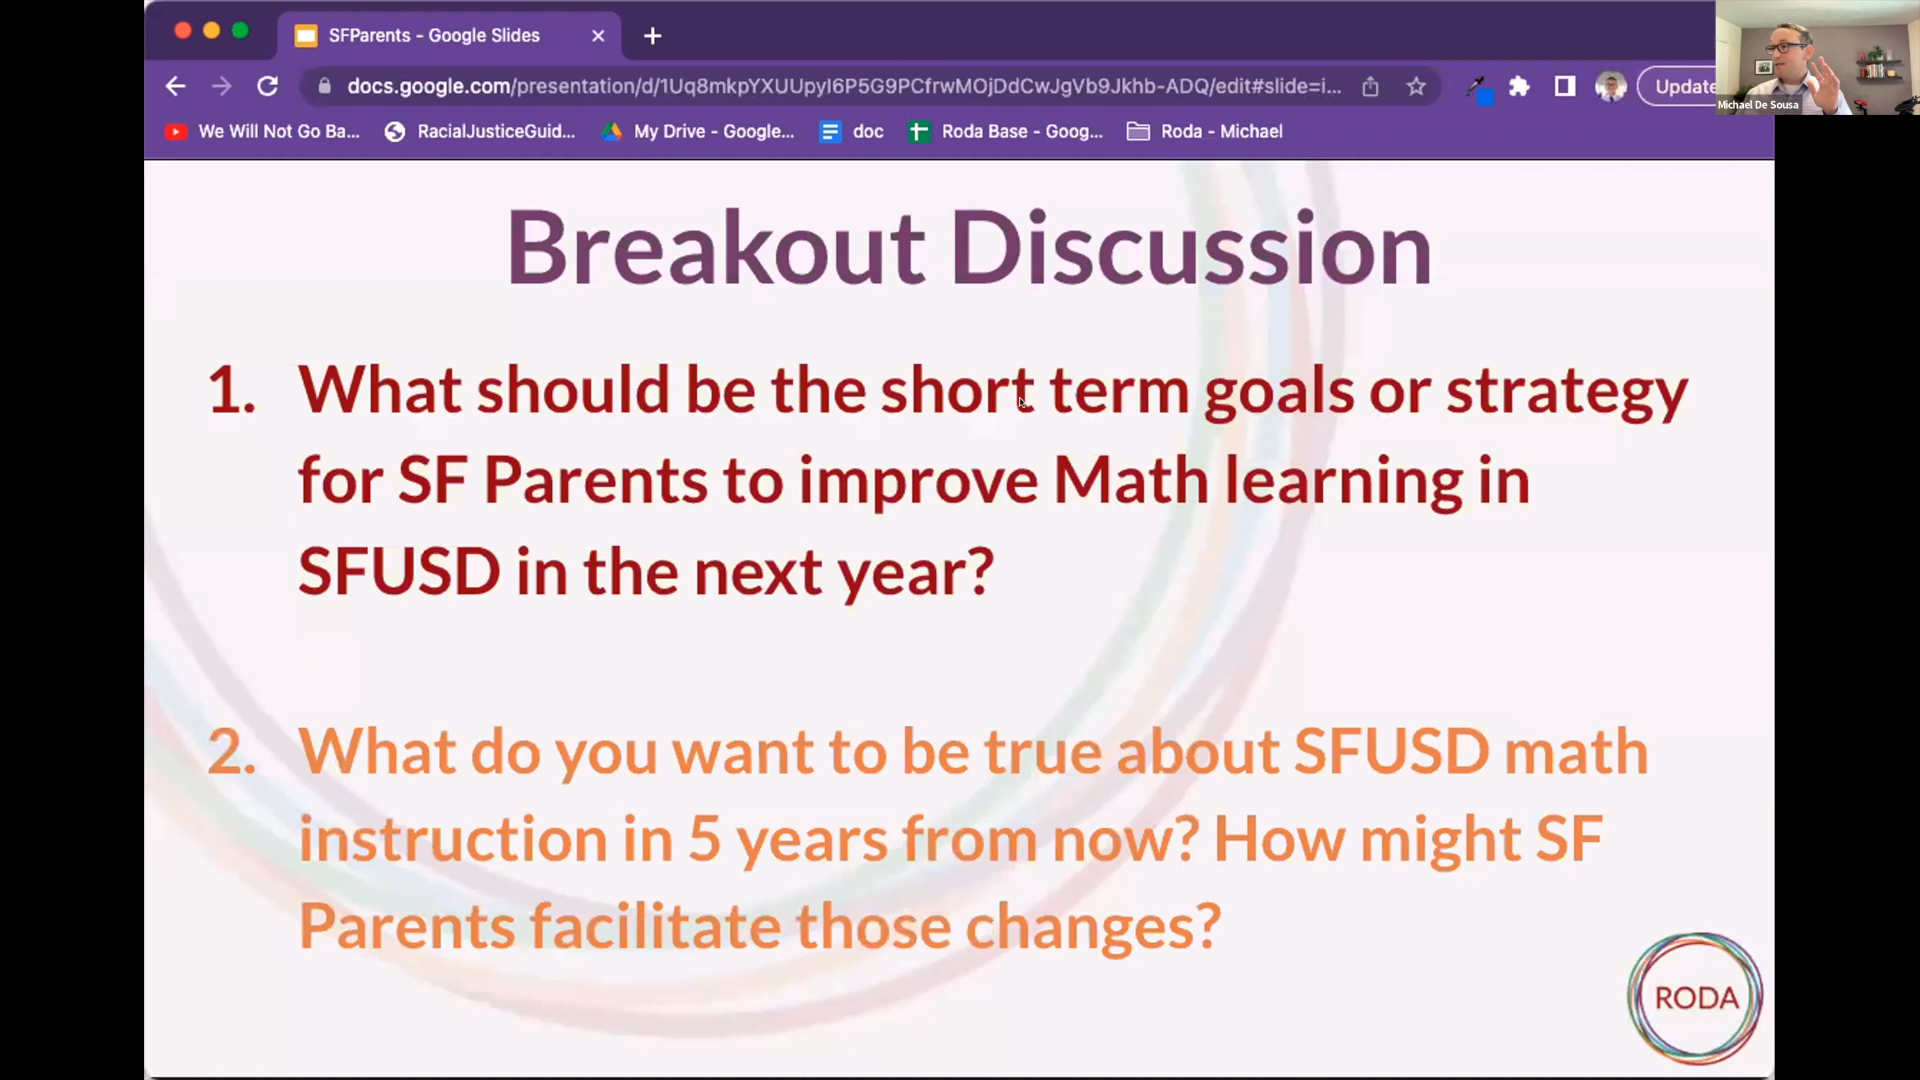 SFParents - Google Slides
docs.google.com/presentation/d/1Uq8mkpYXUUpyI6P5G9PCfrwMOjDdCwJgVb9Jkhb-ADQ/edit#slide=i...
Update
Michael De Sousa
We Will Not Go Ba...
RacialJusticeGuid...
My Drive - Google...
doc
Roda Base - Goog...
Roda - Michael
Breakout Discussion
1. What should be the short term goals or strategy
for SF Parents to improve Math learning in
SFUSD in the next year?
2. What do you want to be true about SFUSD math
instruction in 5 years from now? How might SF
Parents facilitate those changes?
RODA